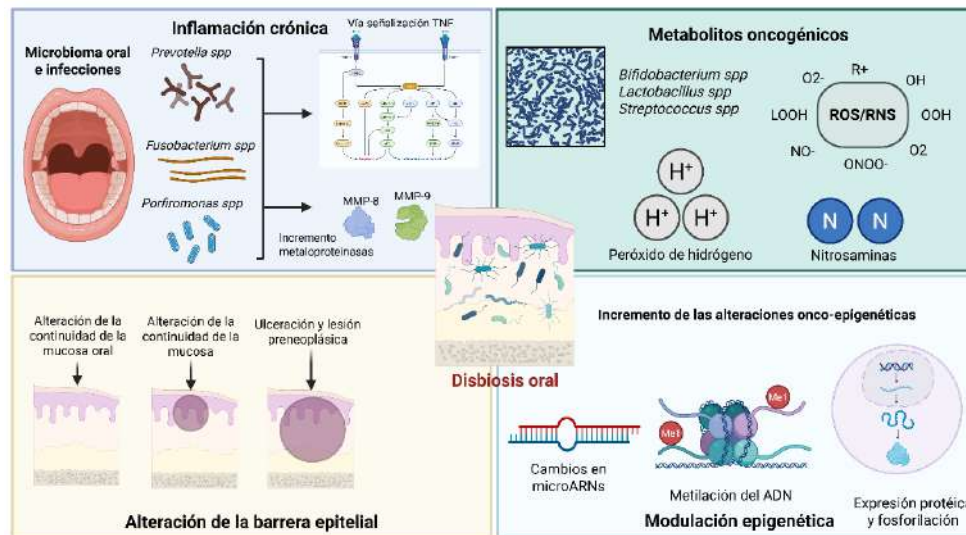 Inflamación crónica
Microbioma oral
e infecciones
Prevotella spp
Fusobacterium spp
Porfiromonas spp
Vía señalización TNF
MMP-8
MMP-9
Incremento
metaloproteinasas
Metabolitos oncogénicos
Bifidobacterium spp
Lactobacillus spp
Streptococcus spp
R+
O2-
OH
LOOH
ROS/RNS
OOH
NO-
O2
ONOO-
H+
H+
H+
Peróxido de hidrógeno
N
N
Nitrosaminas
Disbiosis oral
Alteración de la
continuidad de la
mucosa oral
Alteración de la
continuidad de la
mucosa
Ulceración y lesión
preneoplásica
Alteración de la barrera epitelial
Incremento de las alteraciones onco-epigenéticas
Cambios en
microARNs
Me1
Me1
Metilación del ADN
Expresión protéica
y fosforilación
Modulación epigenética